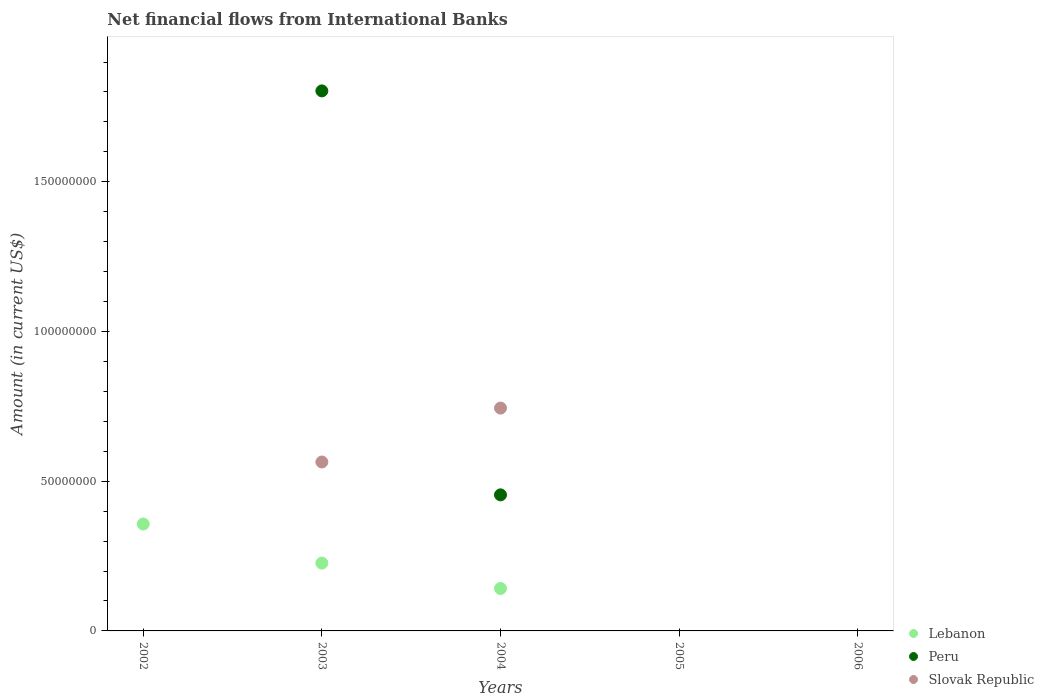 Net financial flows from International Banks
Amount (in current US$)
150000000
100000000
50000000
0
2002
2003
2004
2005
2006
Years
Lebanon
Peru
Slovak Republic